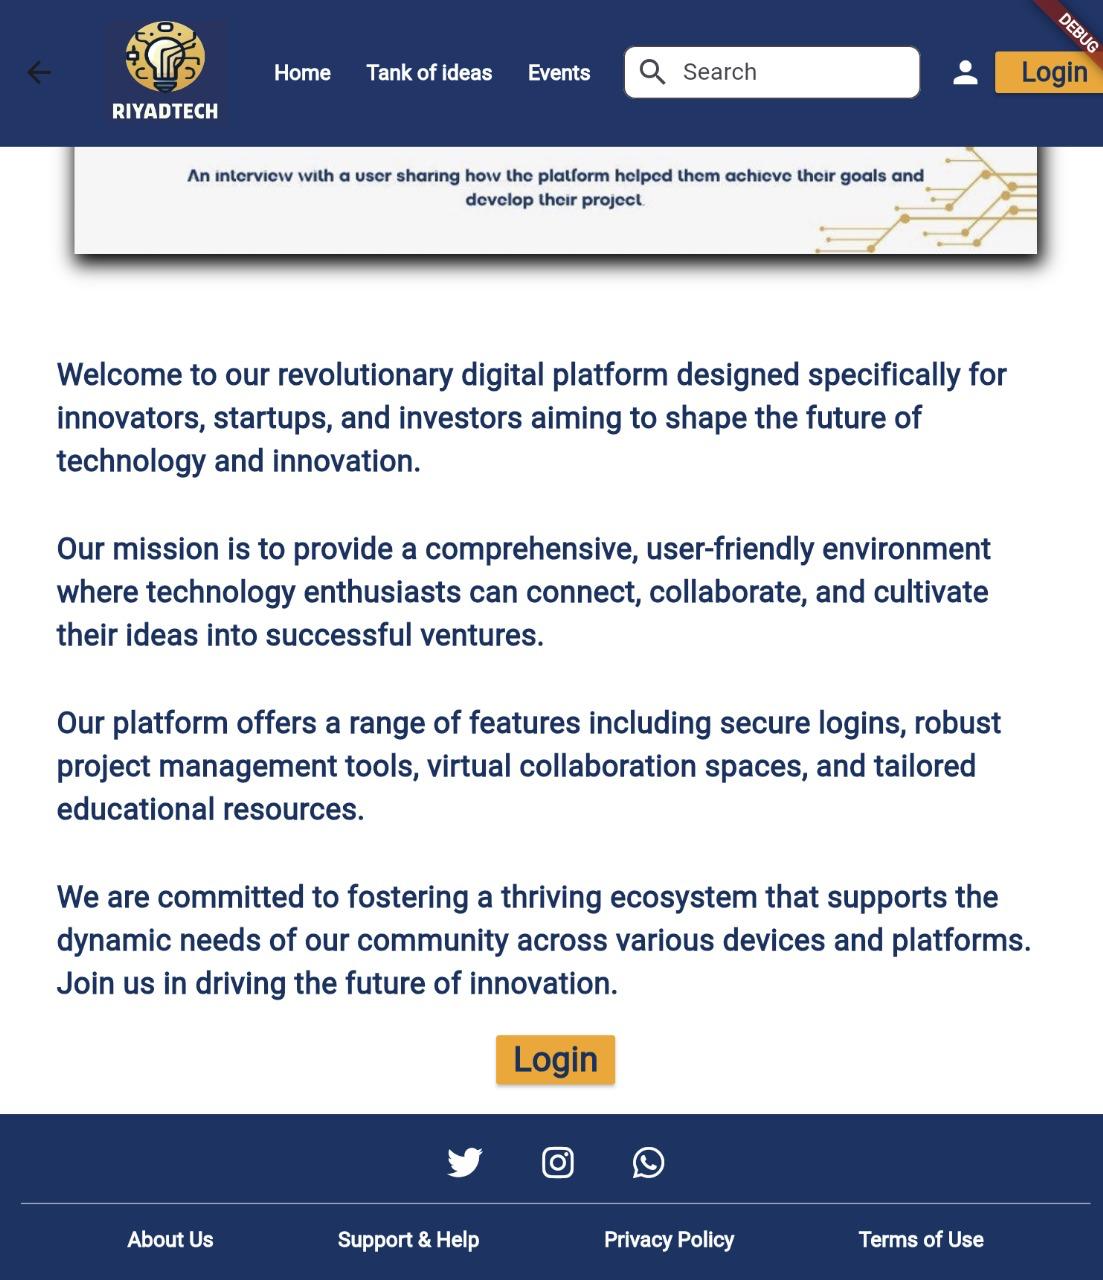 DEBUG
RIYADTECH
Home
Tank of ideas
Events
Search
Login
An interview with a user sharing how the platform helped them achieve their goals and
develop their project.
Welcome to our revolutionary digital platform designed specifically for
innovators, startups, and investors aiming to shape the future of
technology and innovation.
Our mission is to provide a comprehensive, user-friendly environment
where technology enthusiasts can connect, collaborate, and cultivate
their ideas into successful ventures.
Our platform offers a range of features including secure logins, robust
project management tools, virtual collaboration spaces, and tailored
educational resources.
We are committed to fostering a thriving ecosystem that supports the
dynamic needs of our community across various devices and platforms.
Join us in driving the future of innovation.
Login
About Us
Support & Help
Privacy Policy
Terms of Use